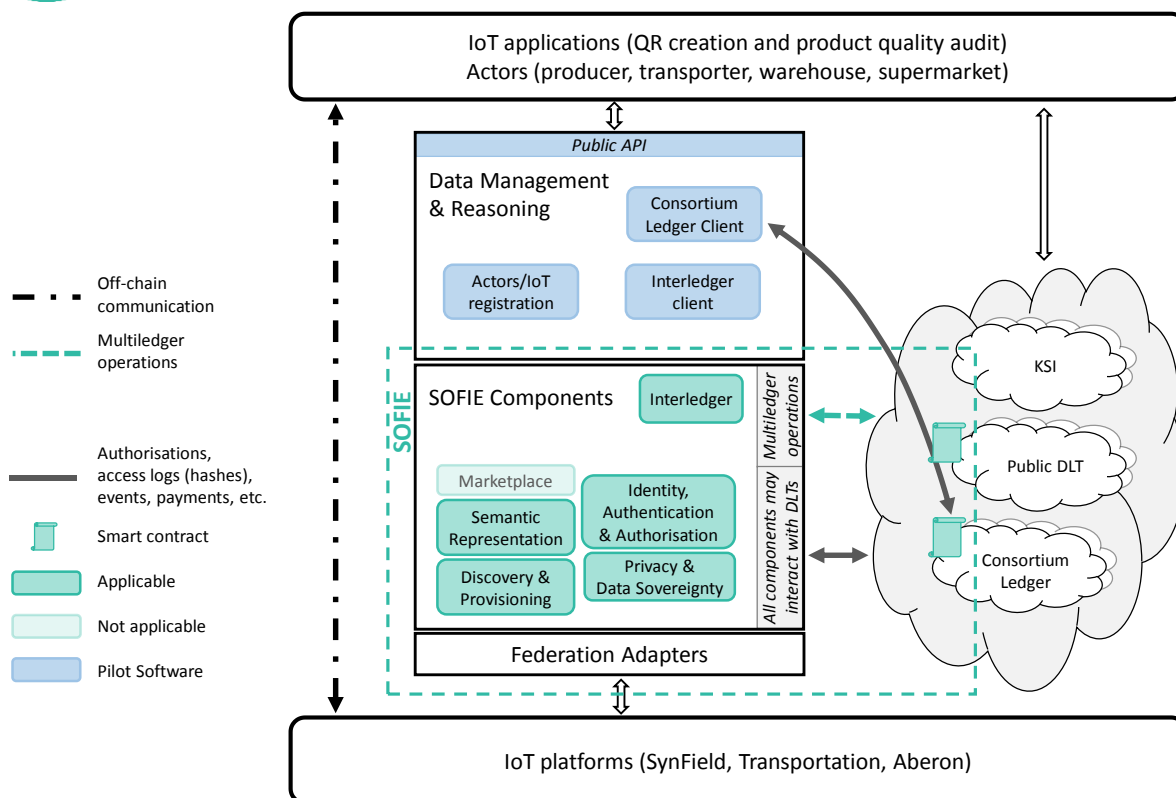 IoT applications (QR creation and product quality audit)
Actors (producer, transporter, warehouse, supermarket)
Public API
Data Management
& Reasoning
Consortium
Ledger Client
Actors/IoT
registration
Interledger
client
Off-chain
communication
Multiledger
operations
Authorisations,
access logs (hashes),
events, payments, etc.
Smart contract
Applicable
Not applicable
Pilot Software
SOFIE
SOFIE Components
Interledger
Marketplace
Semantic
Representation
Discovery &
Provisioning
Identity,
Authentication
& Authorisation
Privacy &
Data Sovereignty
Multiledger
operations
All components may
interact with DLTs
KSI
Public DLT
Consortium
Ledger
Federation Adapters
IoT platforms (SynField, Transportation, Aberon)